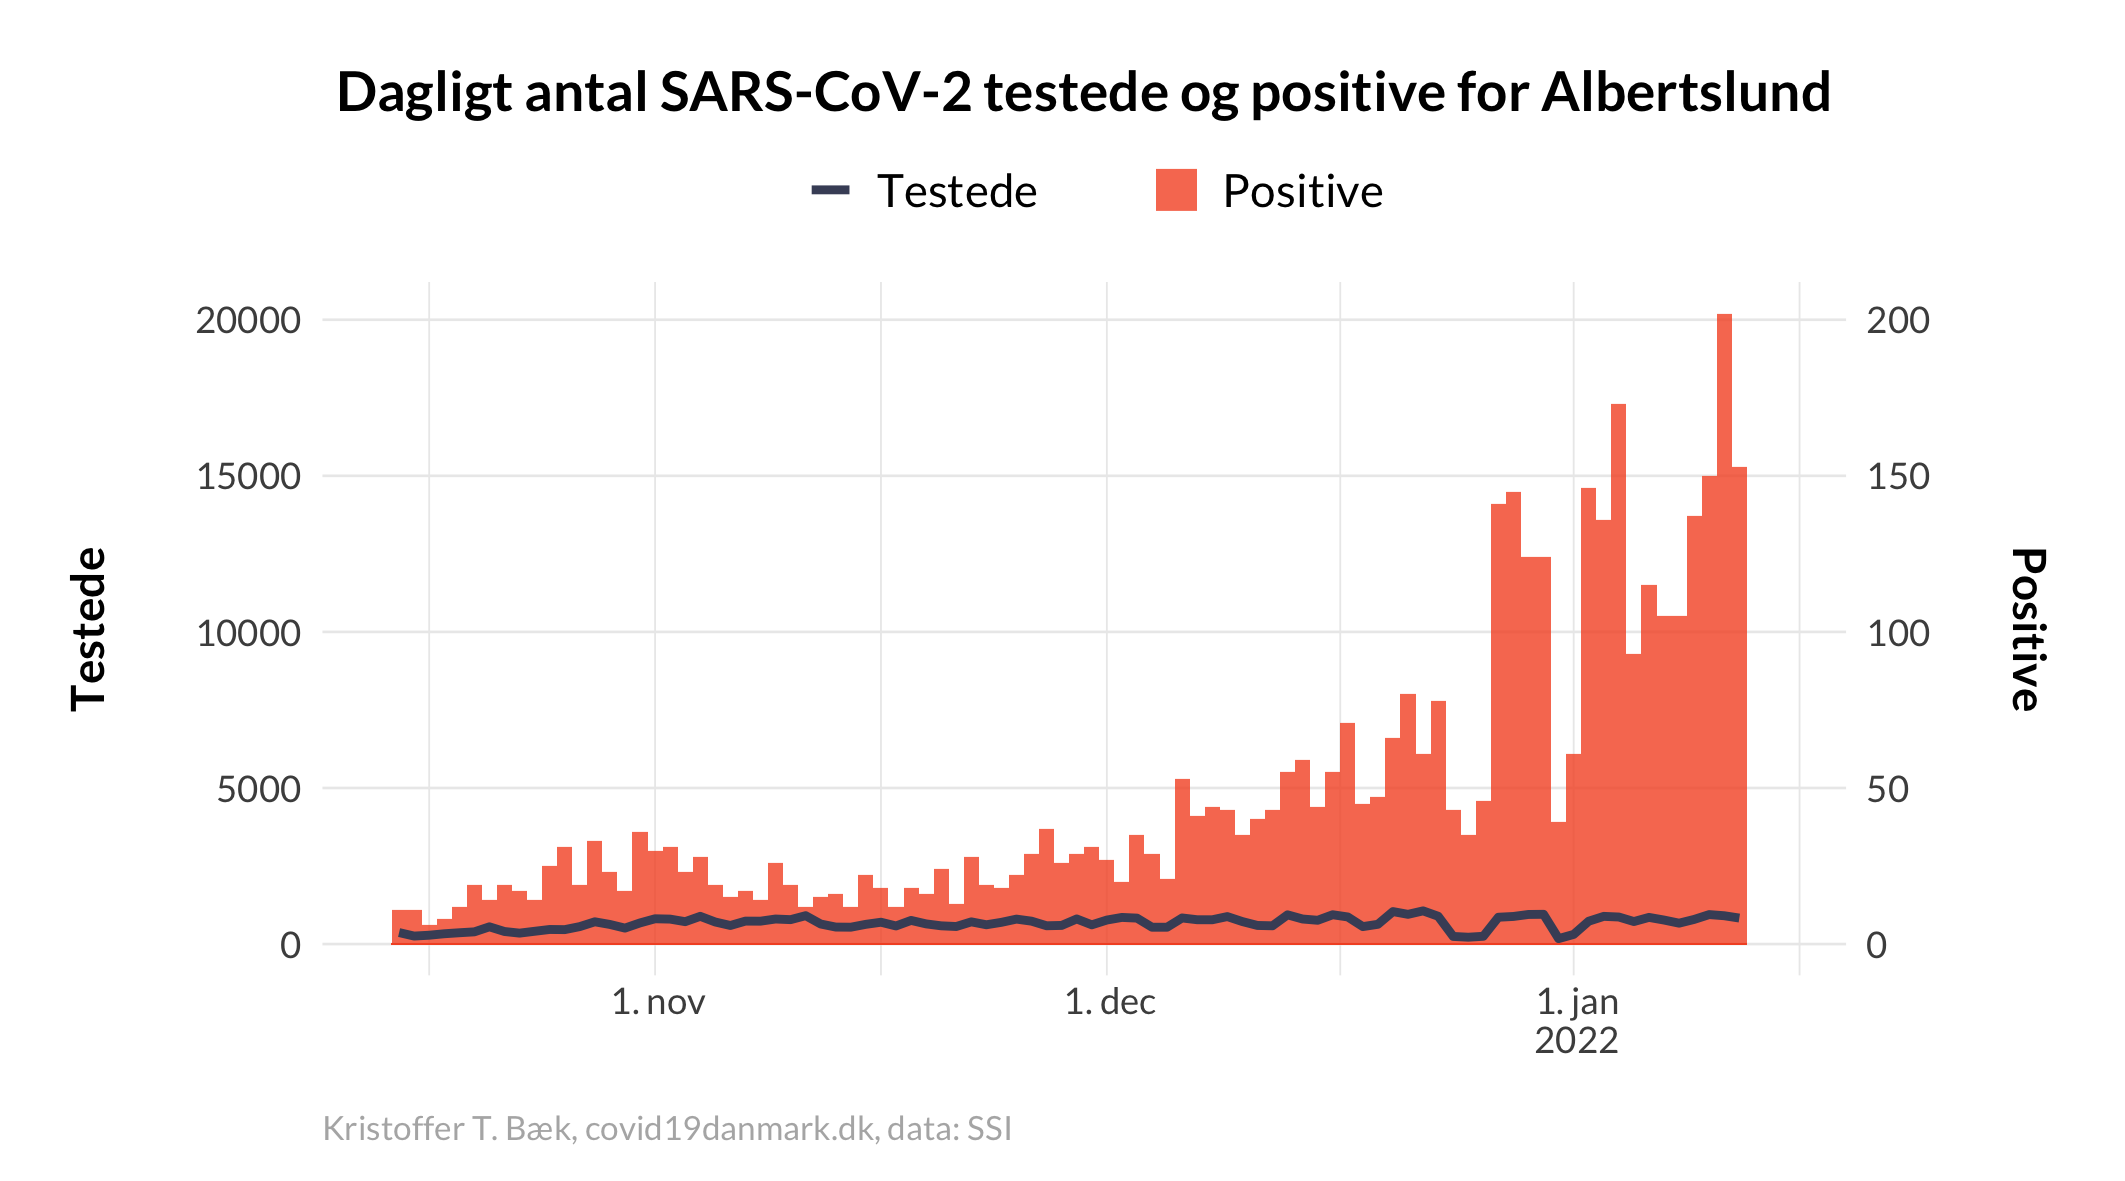 Dagligt antal SARS-CoV-2 testede og positive for Albertslund
Testede Positive
20000 200
15000 150
10000 100
5000 50
0 0
Testede
Positive
1. nov 1. dec 1. jan
2022
Kristoffer T. Bæk, covid19danmark.dk, data: SSI